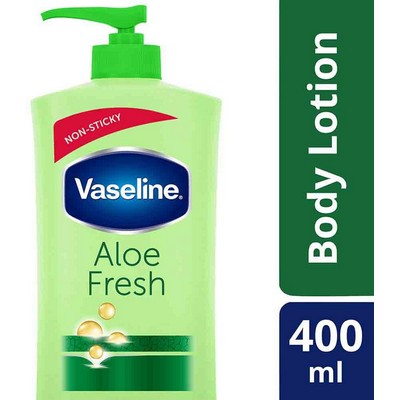 NON-STICKY
Vaseline®
Aloe
Fresh
Body Lotion
400
ml